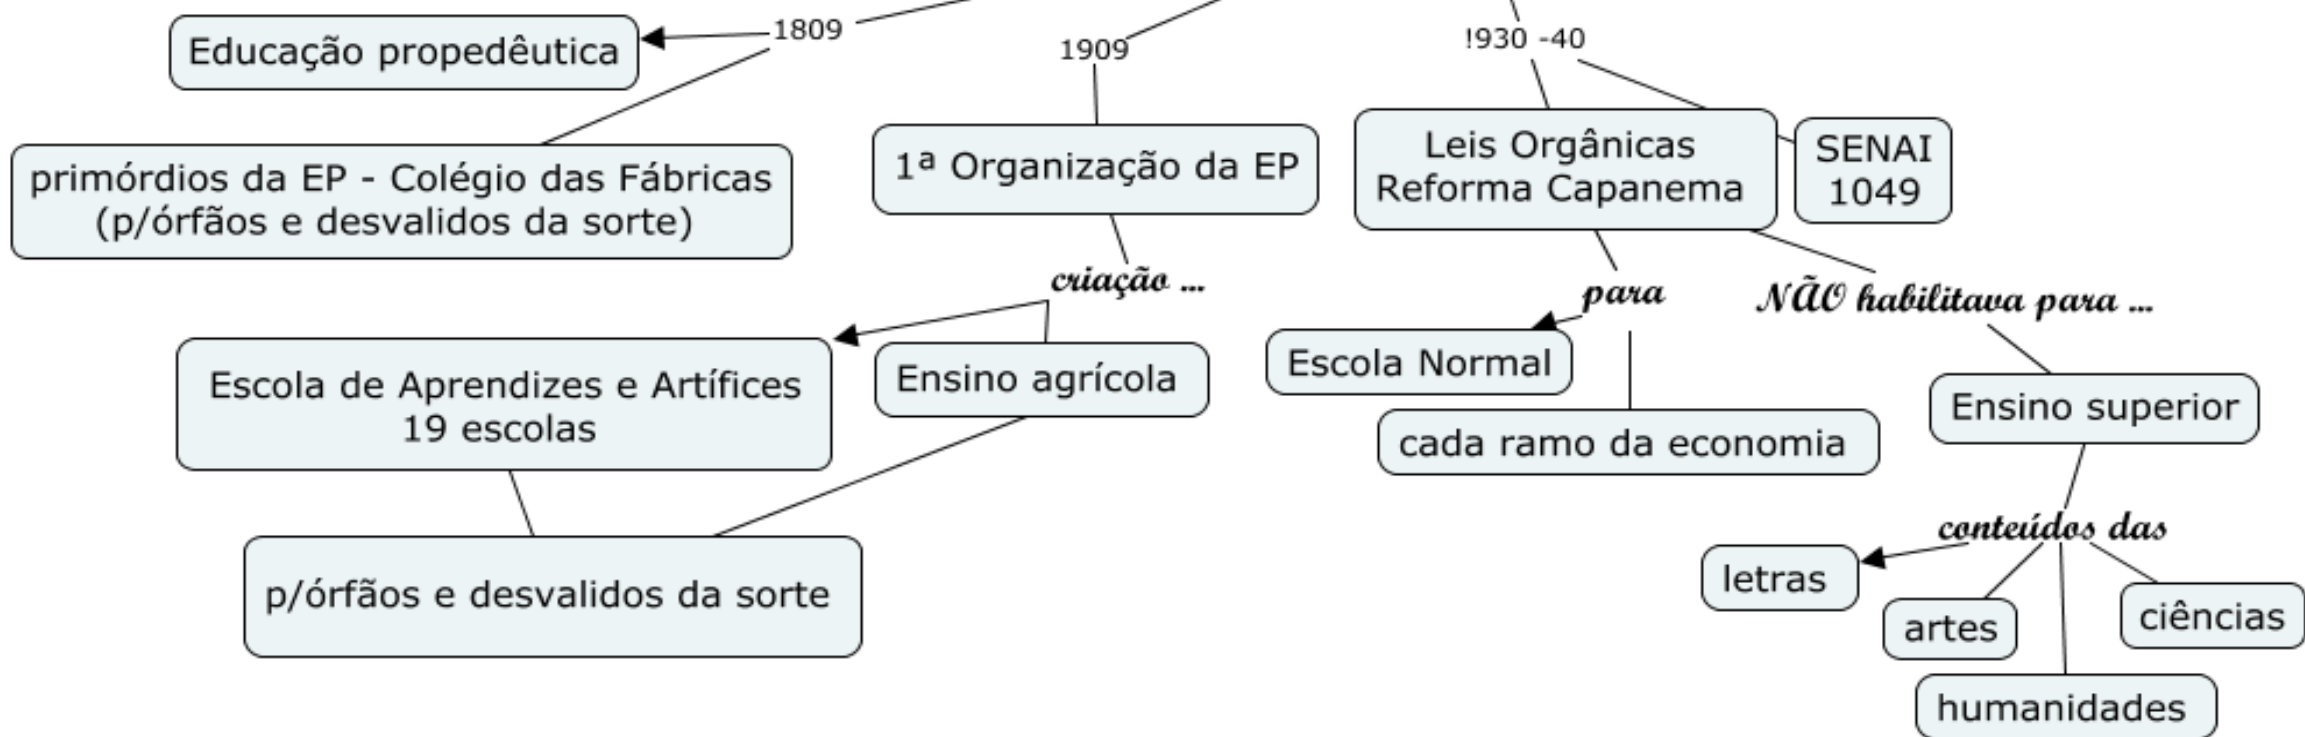 1809
Educação propedêutica
primórdios da EP - Colégio das Fábricas
(p/órfãos e desvalidos da sorte)
1909
1ª Organização da EP
criação ...
Escola de Aprendizes e Artífices
19 escolas
Ensino agrícola
p/órfãos e desvalidos da sorte
!930 -40
Leis Orgânicas
Reforma Capanema
SENAI
1049
para
Escola Normal
cada ramo da economia
NÃO habilitava para ...
Ensino superior
conteúdos das
letras
artes
humanidades
ciências